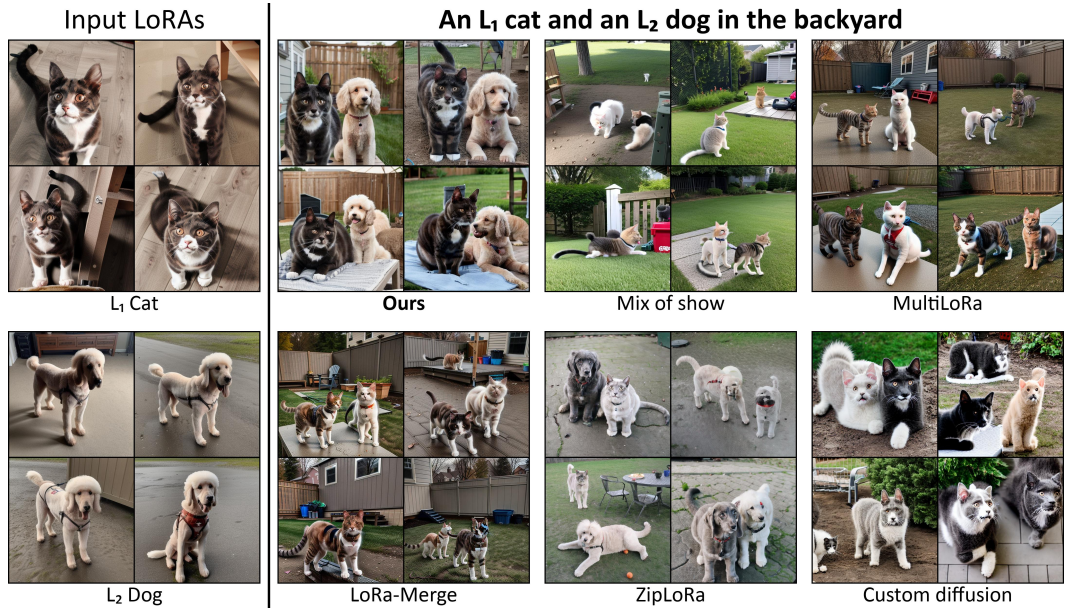 Input LoRAs
An L₁ cat and an L₂ dog in the backyard
L₁ Cat
Ours
Mix of show
MultiLoRa
L₂ Dog
LoRa-Merge
ZipLoRa
Custom diffusion